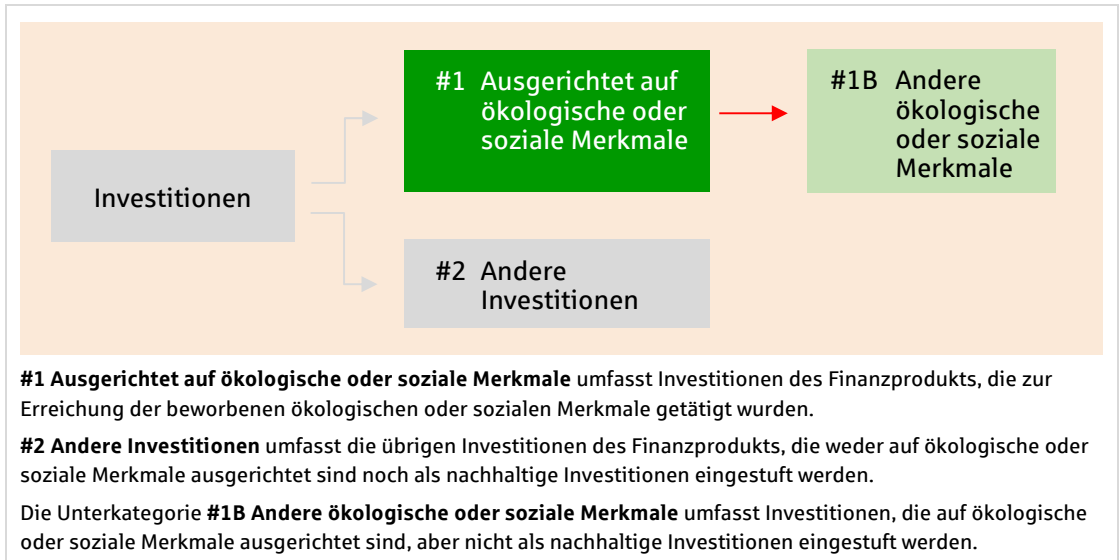 #1 Ausgerichtet auf
ökologische oder
soziale Merkmale
#1B Andere
ökologische
oder soziale
Merkmale
Investitionen
#2 Andere
Investitionen
#1 Ausgerichtet auf ökologische oder soziale Merkmale umfasst Investitionen des Finanzprodukts, die zur
Erreichung der beworbenen ökologischen oder sozialen Merkmale getätigt wurden.
#2 Andere Investitionen umfasst die übrigen Investitionen des Finanzprodukts, die weder auf ökologische oder
soziale Merkmale ausgerichtet sind noch als nachhaltige Investitionen eingestuft werden.
Die Unterkategorie #1B Andere ökologische oder soziale Merkmale umfasst Investitionen, die auf ökologische
oder soziale Merkmale ausgerichtet sind, aber nicht als nachhaltige Investitionen eingestuft werden.